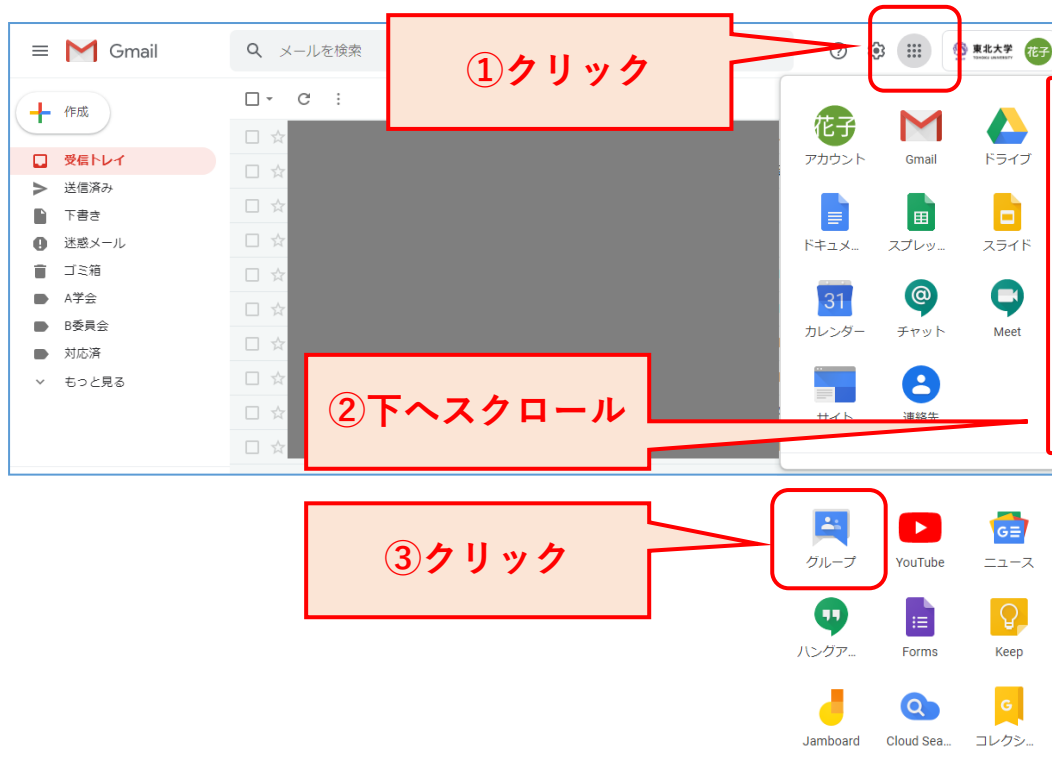 Gmail
メールを検索
①クリック
東北大学
TOHOKU UNIVERSITY
花子
作成
受信トレイ
送信済み
下書き
迷惑メール
ゴミ箱
A学会
B委員会
対応済
もっと見る
花子
アカウント
Gmail
ドライブ
ドキュメ...
スプレッ...
スライド
31
カレンダー
@
チャット
Meet
サイト
連絡先
②下へスクロール
③クリック
グループ
YouTube
G
ニュース
ハングア...
Forms
Keep
G
Jamboard
Cloud Sea...
コレクシ...